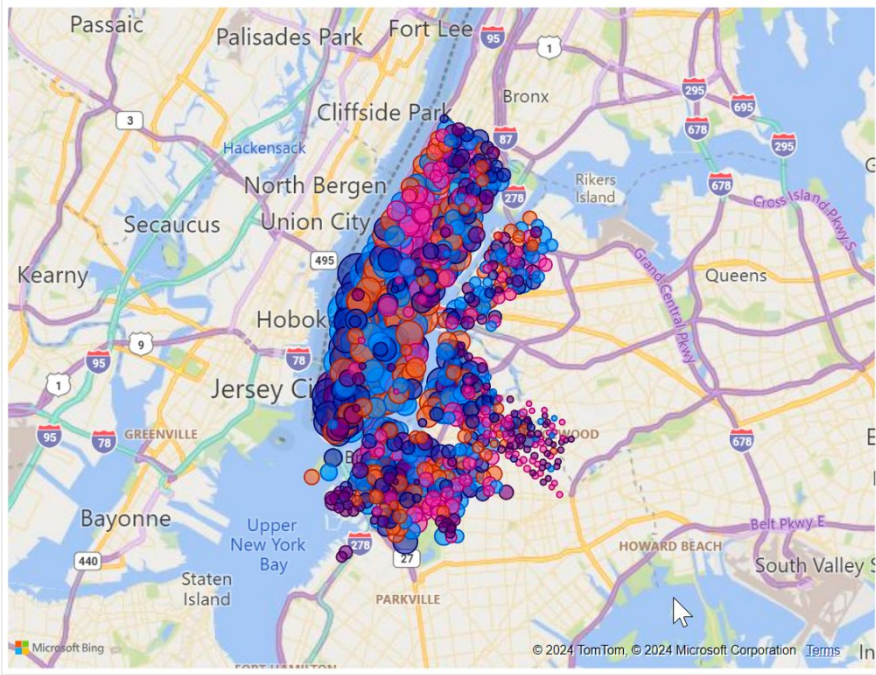 Passaic
Palisades Park
Fort Lee
95
1
Bronx
295
695
3
Cliffside Park
678
295
87
Hackensack
North Bergen
Rikers
Island
678
278
Cross Island Pkwy S
Secaucus
Union City
495
Grand Central Pkwy
Kearny
Queens
Hobok
9
95
78
1
Jersey Ci
95
78
GREENVILLE
WOOD
678
B
Bayonne
Upper
New York
Bay
278
27
Belt Pkwy E
HOWARD BEACH
440
South Valley S
Staten
Island
PARKVILLE
Microsoft Bing
© 2024 TomTom, © 2024 Microsoft Corporation
Terms
In
FORT HAMILTON